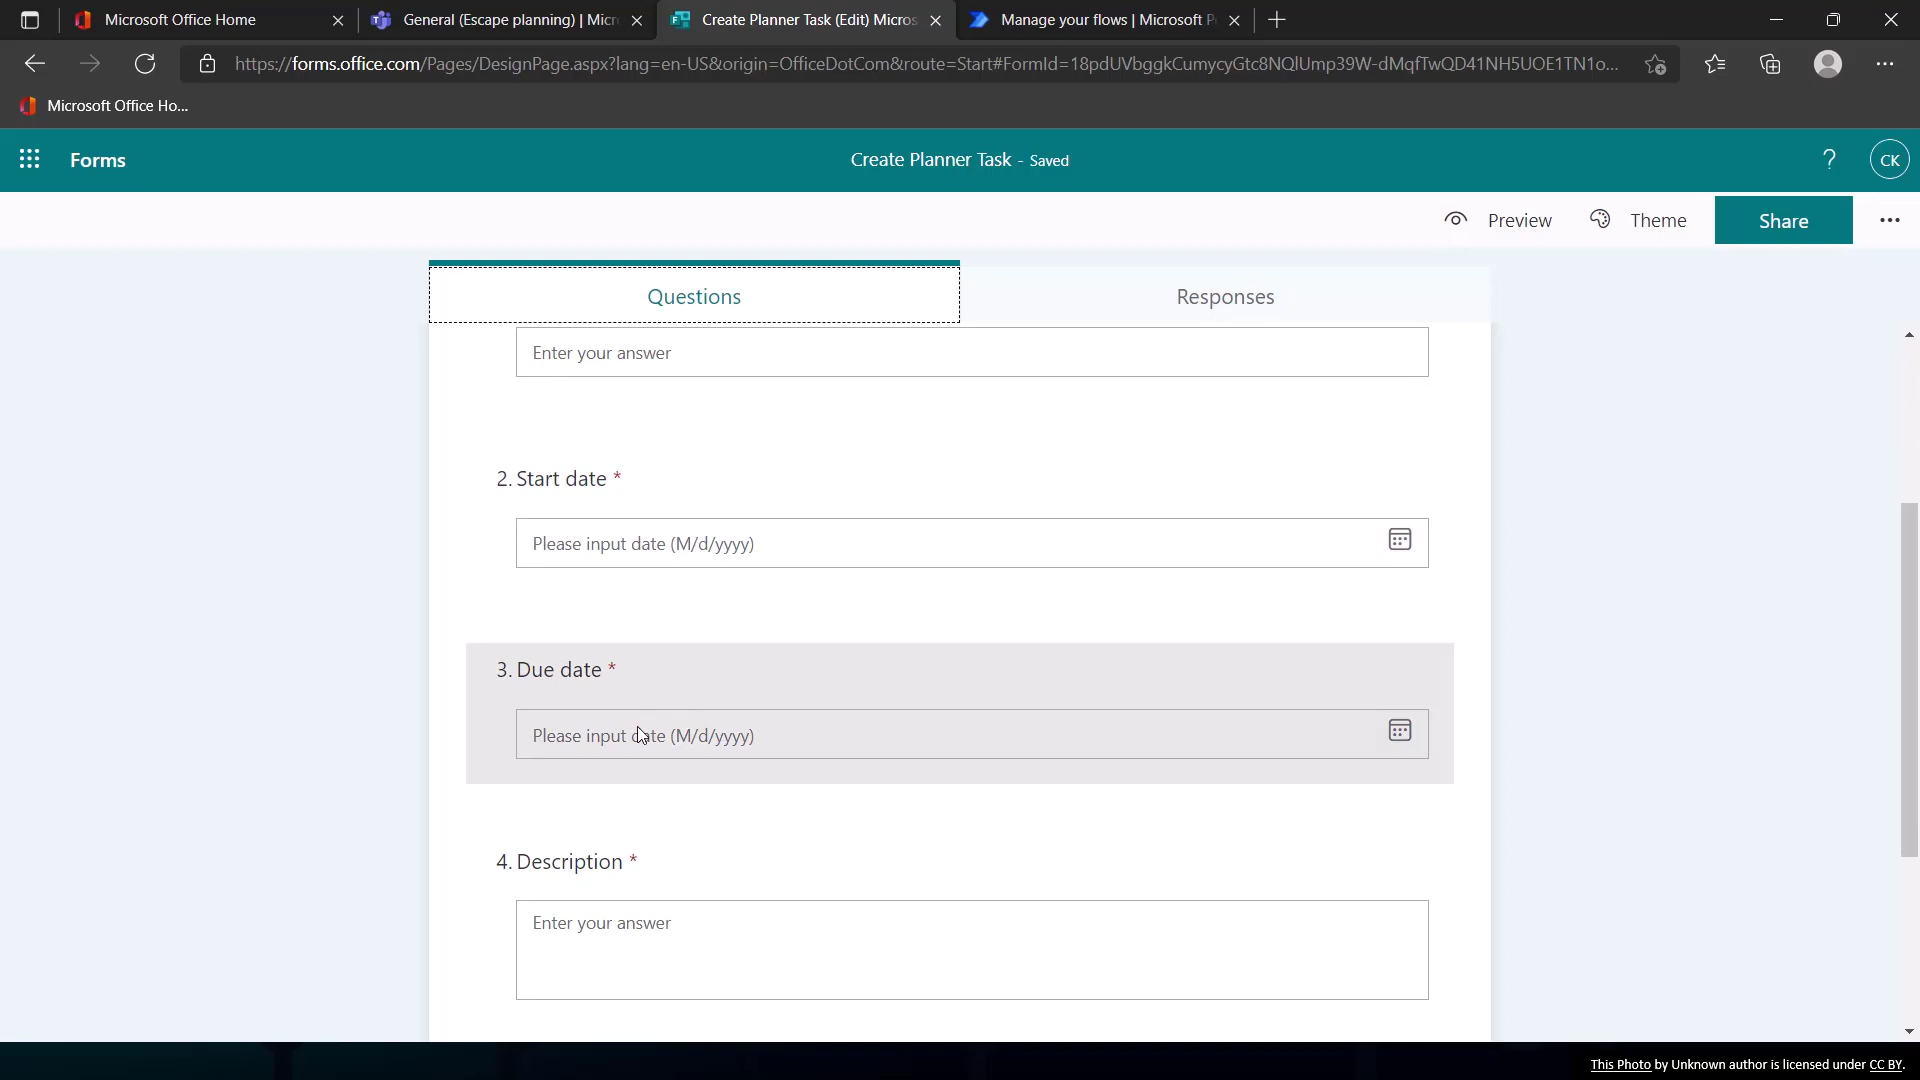 Microsoft Office Home
General (Escape planning) | Micr
Create Planner Task (Edit) Micros
Manage your flows | Microsoft P
https://forms.office.com/Pages/DesignPage.aspx?lang=en-US&origin=OfficeDotCom&route=Start#FormId=18pdUVbggkCumycyGtc8NQlUmp39W-dMqfTwQD41NH5UOE1TN1o...
Microsoft Office Ho...
Forms
Create Planner Task - Saved
?
CK
Preview
Theme
Share
Questions
Responses
Enter your answer
2. Start date *
Please input date (M/d/yyyy)
3. Due date *
Please input date (M/d/yyyy)
4. Description *
Enter your answer
This Photo by Unknown author is licensed under CC BY.